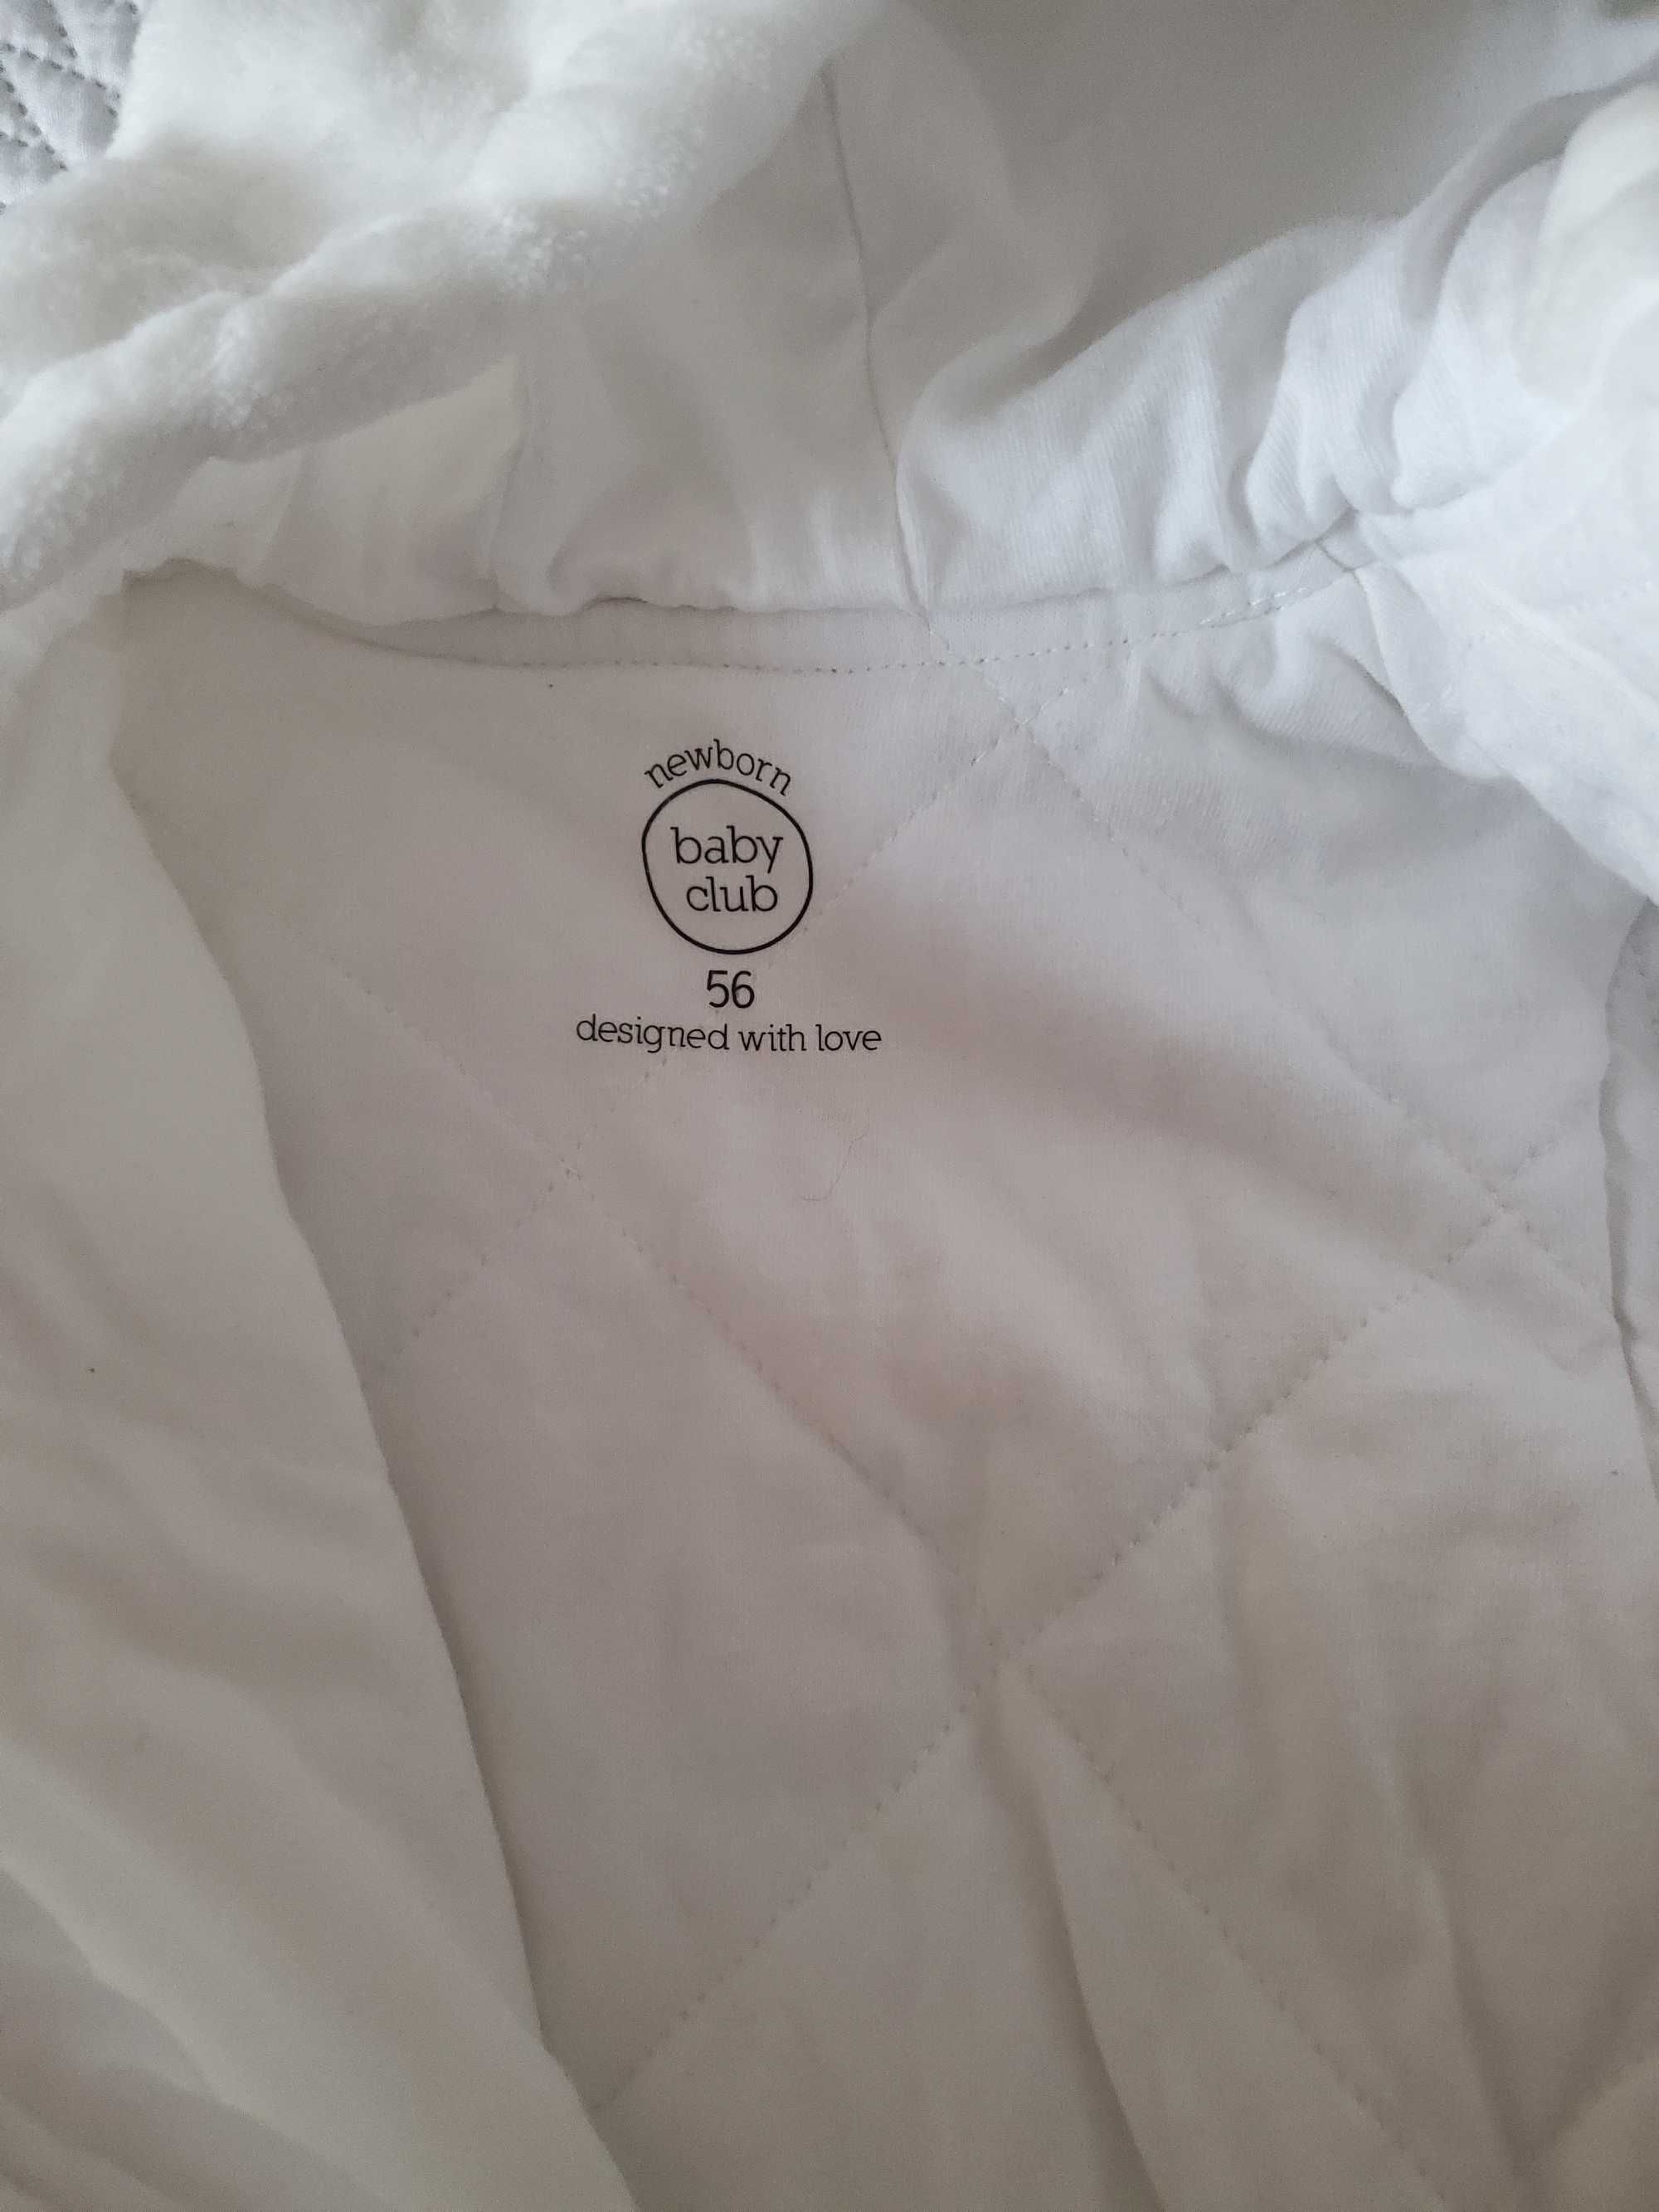 newborn
baby
club
56
designed with love